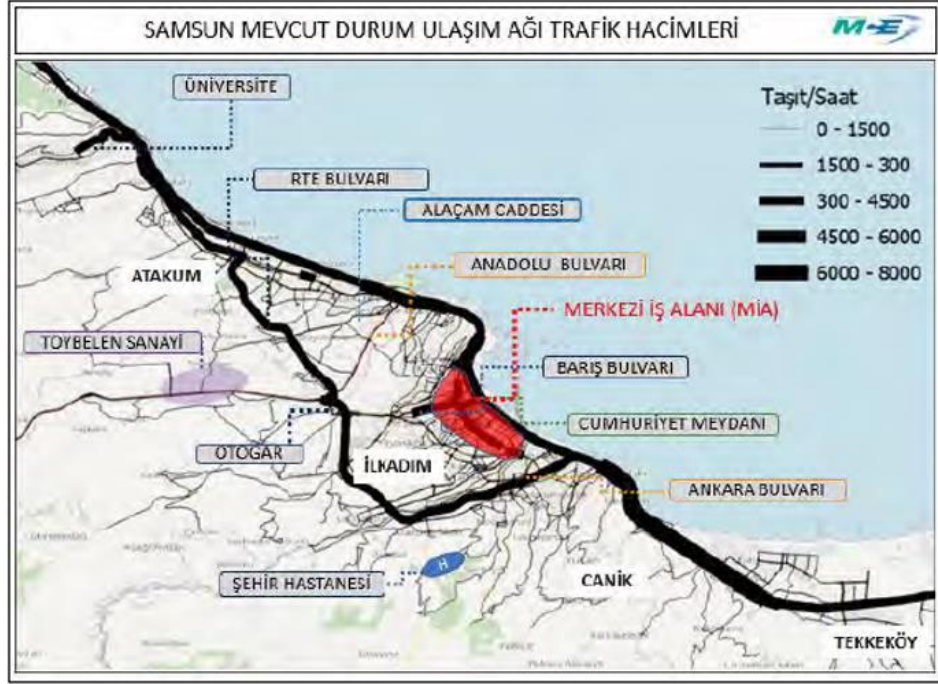 SAMSUN MEVCUT DURUM ULAŞIM AĞI TRAFİK HACİMLERİ
M-E
ÜNİVERSİTE
Taşıt/Saat
0 - 1500
1500 - 300
300 - 4500
4500 - 6000
6000 - 8000
RTE BULVARI
ALAÇAM CADDESİ
ANADOLU BULVARI
ATAKUM
MERKEZİ İŞ ALANI (MİA)
TOYBELEN SANAYİ
BARIŞ BULVARI
CUMHURİYET MEYDANI
OTOGAR
İLKADIM
ANKARA BULVARI
H
ŞEHİR HASTANESİ
CANİK
TEKKEKÖY